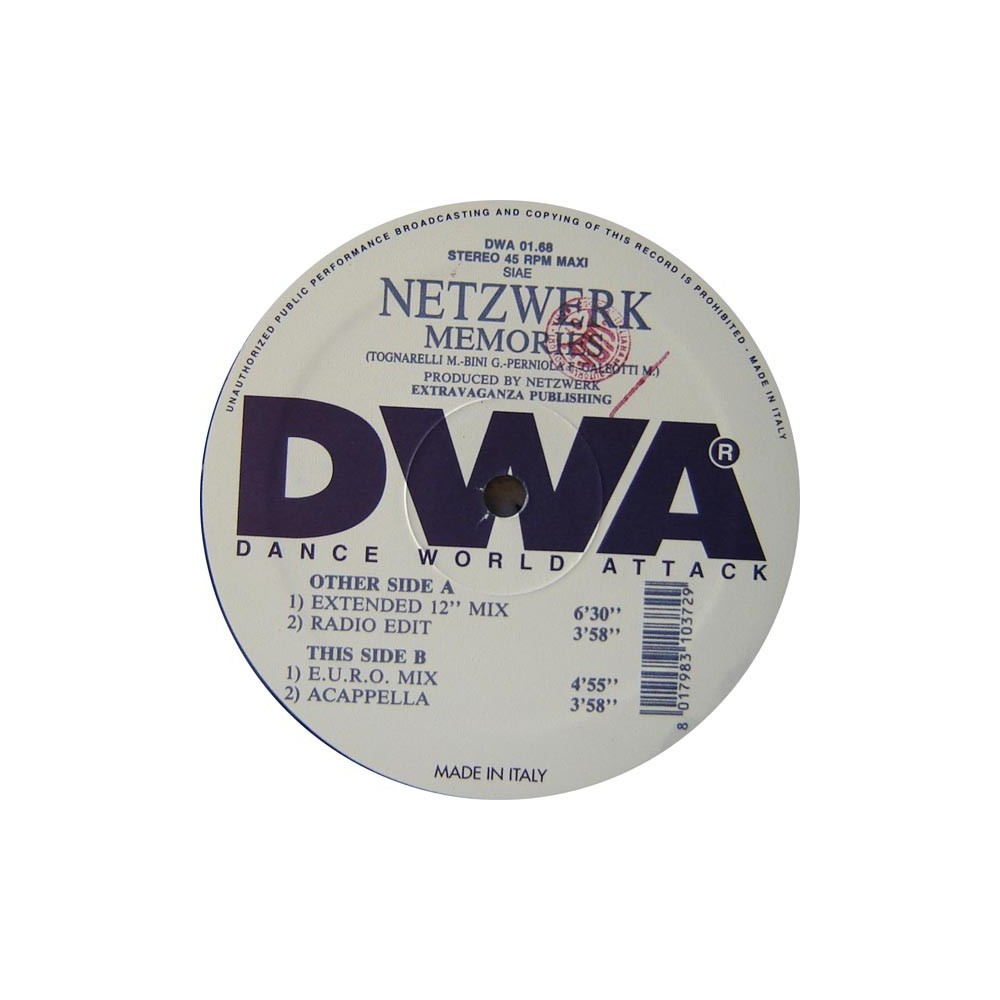 UNAUTHORIZED PUBLIC PERFORMANCE BROADCASTING AND COPYING OF THIS RECORD IS PROHIBITED - MADE IN ITALY
DWA 01.68
STEREO 45 RPM MAXI
SIAE
NETZWERK
MEMORIES
(TOGNARELLI M.-BINI G.-PERNIOLA GALEOTTI M.)
PRODUCED BY NETZWERK
EXTRAVAGANZA PUBLISHING
DWA®
DANCE WORLD ATTACK
OTHER SIDE A
1) EXTENDED 12'' MIX 6'30''
2) RADIO EDIT 3'58''
THIS SIDE B
1) E.U.R.O. MIX 4'55''
2) ACAPPELLA 3'58''
8 017983 103729
MADE IN ITALY